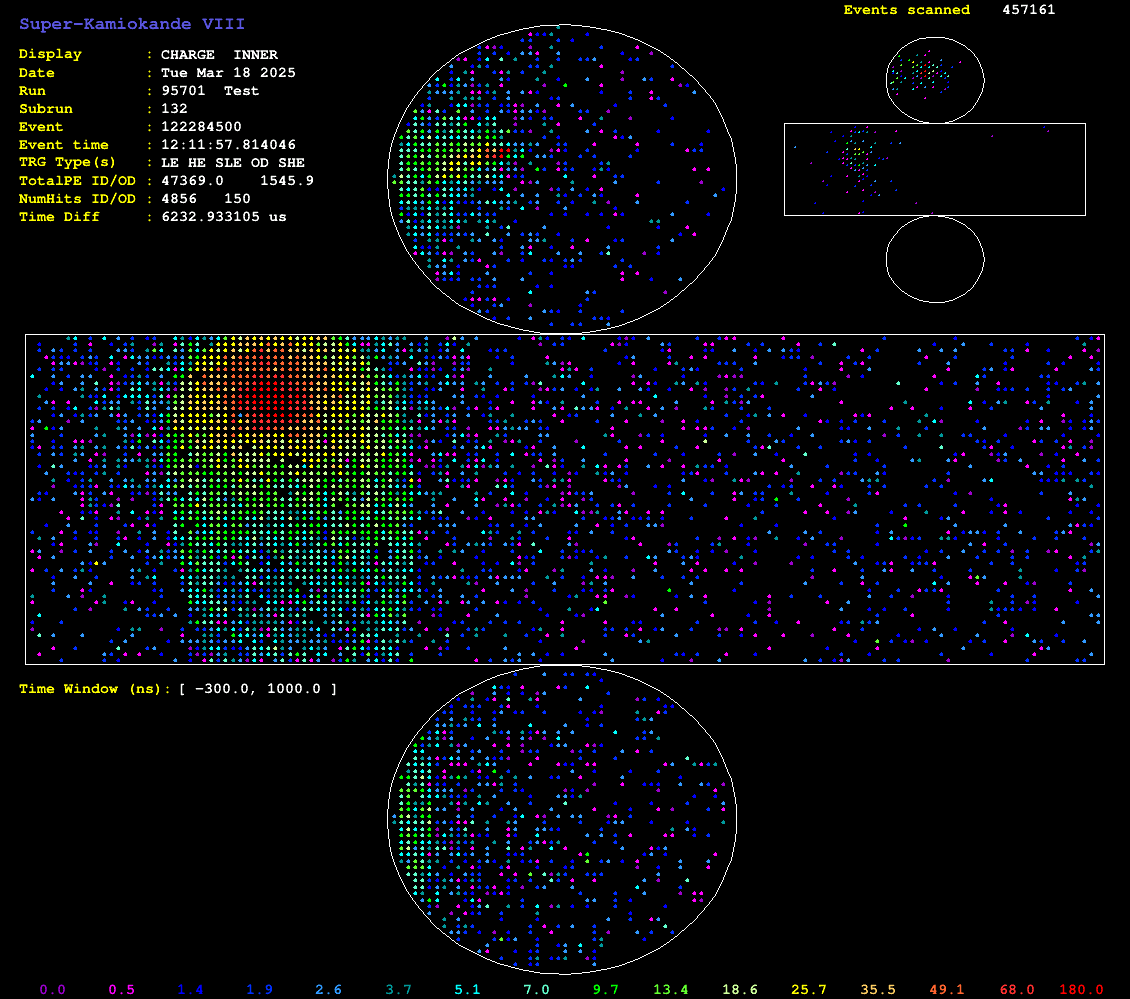 Super-Kamiokande VIII
Events scanned 457161
Display : CHARGE INNER
Date : Tue Mar 18 2025
Run : 95701 Test
Subrun : 132
Event : 122284500
Event time : 12:11:57.814046
TRG Type(s) : LE HE SLE OD SHE
TotalPE ID/OD : 47369.0 1545.9
NumHits ID/OD : 4856 150
Time Diff : 6232.933105 us
Time Window (ns): [ -300.0, 1000.0 ]
0.0 0.5 1.4 1.9 2.6 3.7 5.1 7.0 9.7 13.4 18.6 25.7 35.5 49.1 68.0 180.0